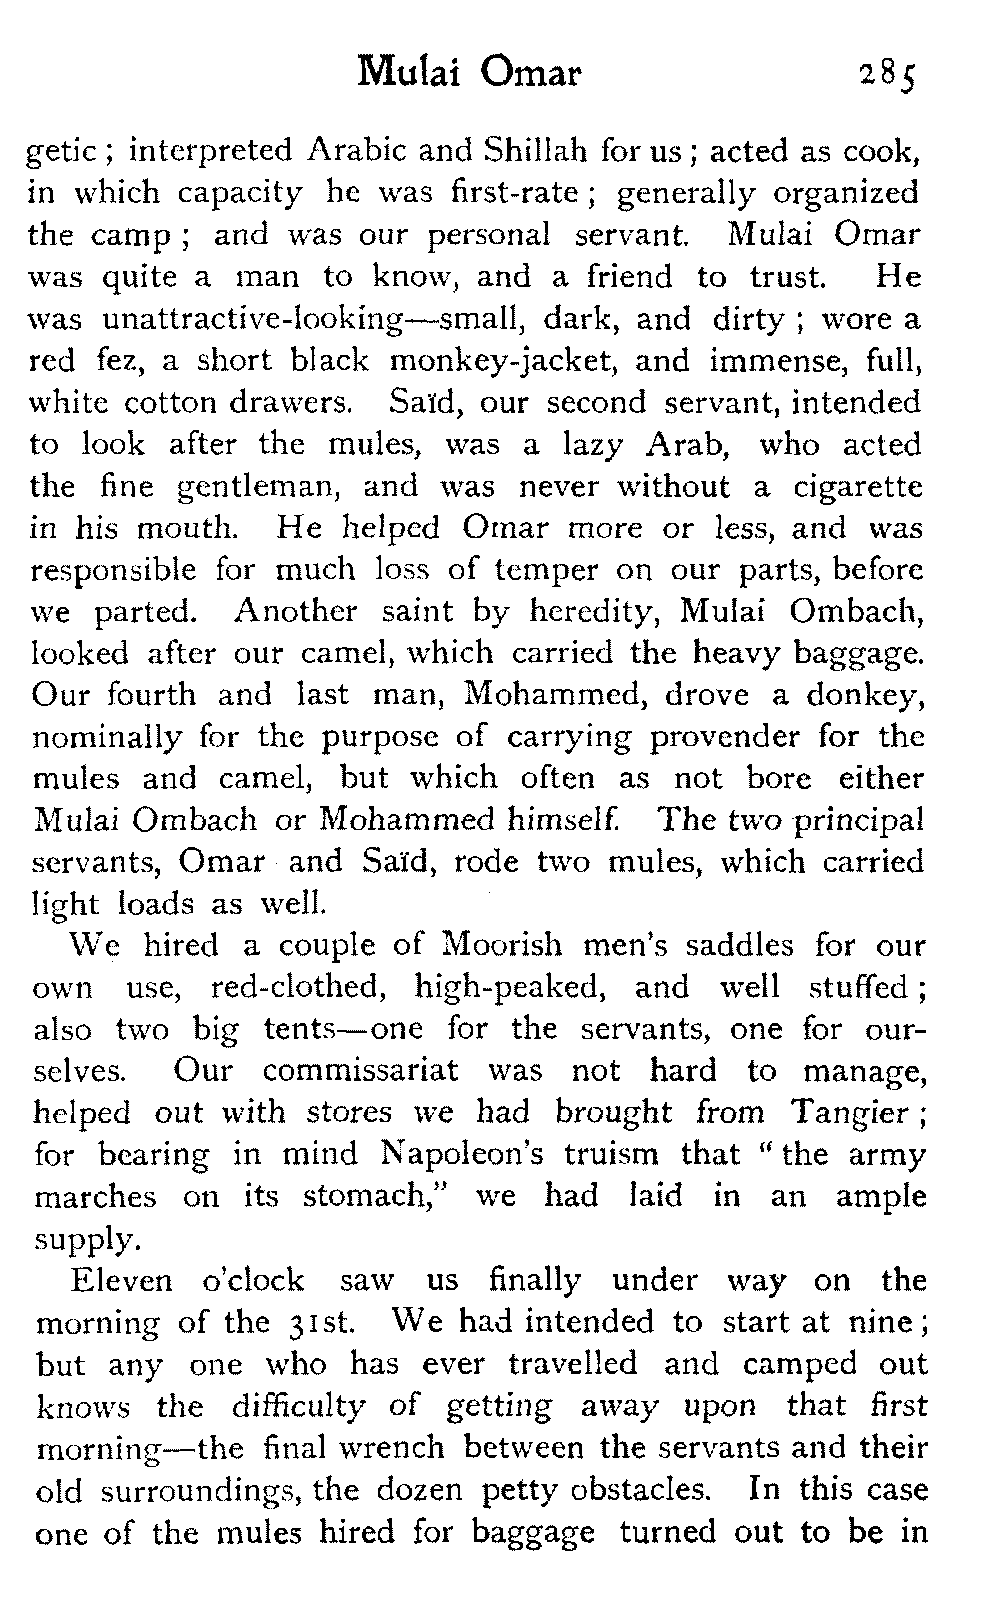 Mulai Omar 285
getic ; interpreted Arabic and Shillah for us ; acted as cook,
in which capacity he was first-rate ; generally organized
the camp ; and was our personal servant. Mulai Omar
was quite a man to know, and a friend to trust. He
was unattractive-looking—small, dark, and dirty ; wore a
red fez, a short black monkey-jacket, and immense, full,
white cotton drawers. Saïd, our second servant, intended
to look after the mules, was a lazy Arab, who acted
the fine gentleman, and was never without a cigarette
in his mouth. He helped Omar more or less, and was
responsible for much loss of temper on our parts, before
we parted. Another saint by heredity, Mulai Ombach,
looked after our camel, which carried the heavy baggage.
Our fourth and last man, Mohammed, drove a donkey,
nominally for the purpose of carrying provender for the
mules and camel, but which often as not bore either
Mulai Ombach or Mohammed himself. The two principal
servants, Omar and Saïd, rode two mules, which carried
light loads as well.
We hired a couple of Moorish men's saddles for our
own use, red-clothed, high-peaked, and well stuffed ;
also two big tents—one for the servants, one for our-
selves. Our commissariat was not hard to manage,
helped out with stores we had brought from Tangier ;
for bearing in mind Napoleon's truism that “ the army
marches on its stomach,” we had laid in an ample
supply.
Eleven o'clock saw us finally under way on the
morning of the 31st. We had intended to start at nine ;
but any one who has ever travelled and camped out
knows the difficulty of getting away upon that first
morning—the final wrench between the servants and their
old surroundings, the dozen petty obstacles. In this case
one of the mules hired for baggage turned out to be in